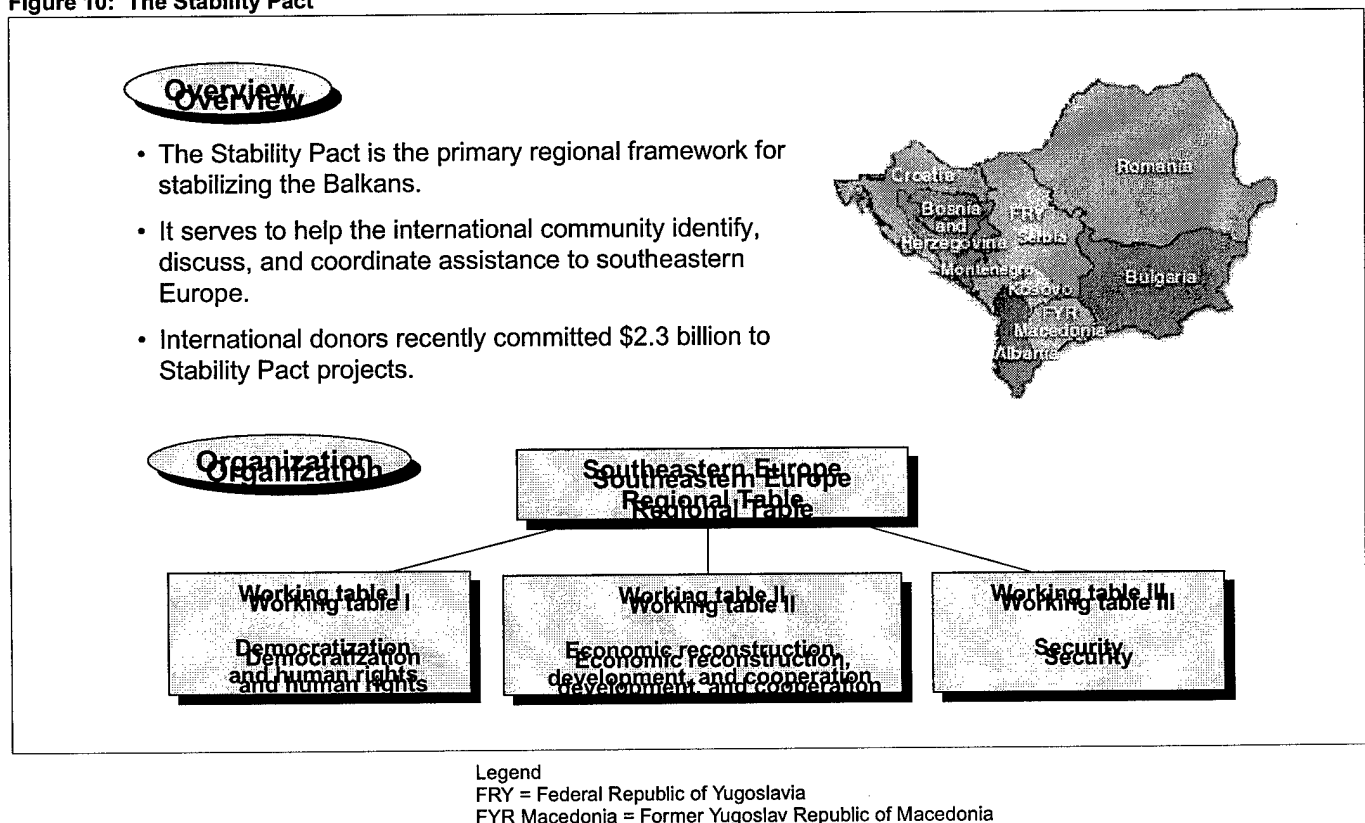 Figure 10: The Stability Pact
Overview
• The Stability Pact is the primary regional framework for
stabilizing the Balkans.
• It serves to help the international community identify,
discuss, and coordinate assistance to southeastern
Europe.
• International donors recently committed $2.3 billion to
Stability Pact projects.
Croatia
Romania
Bosnia
and
Herzegovina
FRY
Serbia
Montenegro
Kosovo
Bulgaria
FYR
Macedonia
Albania
Organization
Southeastern Europe
Regional Table
Working table I
Democratization
and human rights
Working table II
Economic reconstruction,
development, and cooperation
Working table III
Security
Legend
FRY = Federal Republic of Yugoslavia
FYR Macedonia = Former Yugoslav Republic of Macedonia